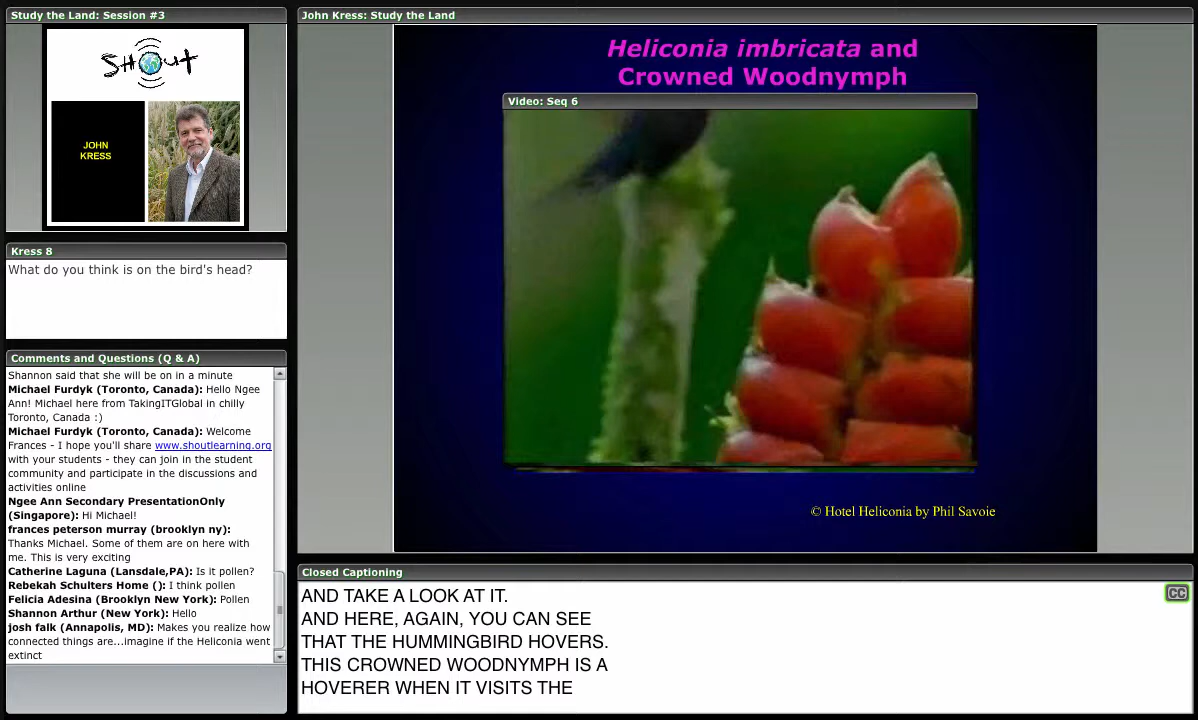 Study the Land: Session #3
SHOUT
JOHN
KRESS
Kress 8
What do you think is on the bird's head?
Comments and Questions (Q & A)
Shannon said that she will be on in a minute
Michael Furdyk (Toronto, Canada): Hello Ngee
Ann! Michael here from TakingITGlobal in chilly
Toronto, Canada :)
Michael Furdyk (Toronto, Canada): Welcome
Frances - I hope you'll share www.shoutlearning.org
with your students - they can join in the student
community and participate in the discussions and
activities online
Ngee Ann Secondary PresentationOnly
(Singapore): Hi Michael!
frances peterson murray (brooklyn ny):
Thanks Michael. Some of them are on here with
me. This is very exciting
Catherine Laguna (Lansdale,PA): Is it pollen?
Rebekah Schulters Home (): I think pollen
Felicia Adesina (Brooklyn New York): Pollen
Shannon Arthur (New York): Hello
josh falk (Annapolis, MD): Makes you realize how
connected things are...imagine if the Heliconia went
extinct
John Kress: Study the Land
Heliconia imbricata and
Crowned Woodnymph
Video: Seq 6
© Hotel Heliconia by Phil Savoie
Closed Captioning
CC
AND TAKE A LOOK AT IT.
AND HERE, AGAIN, YOU CAN SEE
THAT THE HUMMINGBIRD HOVERS.
THIS CROWNED WOODNYMPH IS A
HOVERER WHEN IT VISITS THE